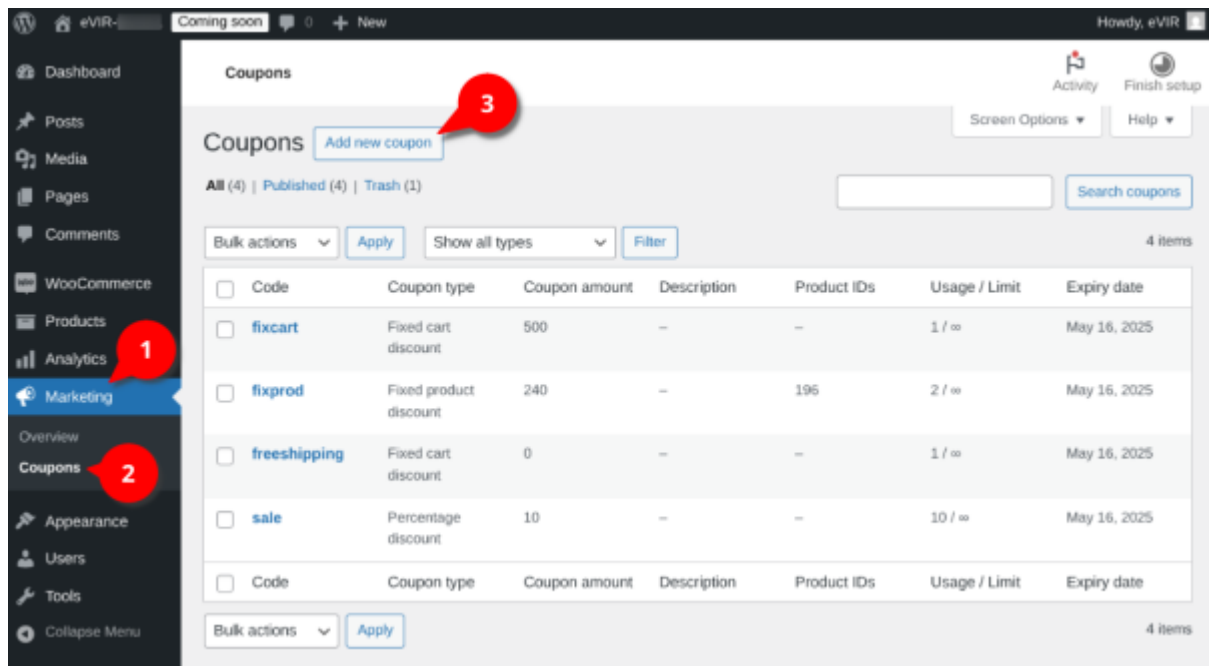 eVIR- Coming soon 0 + New Howdy, eVIR
Dashboard
Posts
Media
Pages
Comments
WooCommerce
Products
Analytics
1
Marketing
Overview
Coupons
2
Appearance
Users
Tools
Collapse Menu
Coupons
Activity Finish setup
3
Screen Options ▼ Help ▼
Coupons Add new coupon
All (4) | Published (4) | Trash (1)
Search coupons
Bulk actions Apply Show all types Filter 4 items
Code Coupon type Coupon amount Description Product IDs Usage / Limit Expiry date
fixcart Fixed cart discount 500 – – 1 / ∞ May 16, 2025
fixprod Fixed product discount 240 – 196 2 / ∞ May 16, 2025
freeshipping Fixed cart discount 0 – – 1 / ∞ May 16, 2025
sale Percentage discount 10 – – 10 / ∞ May 16, 2025
Code Coupon type Coupon amount Description Product IDs Usage / Limit Expiry date
Bulk actions Apply 4 items